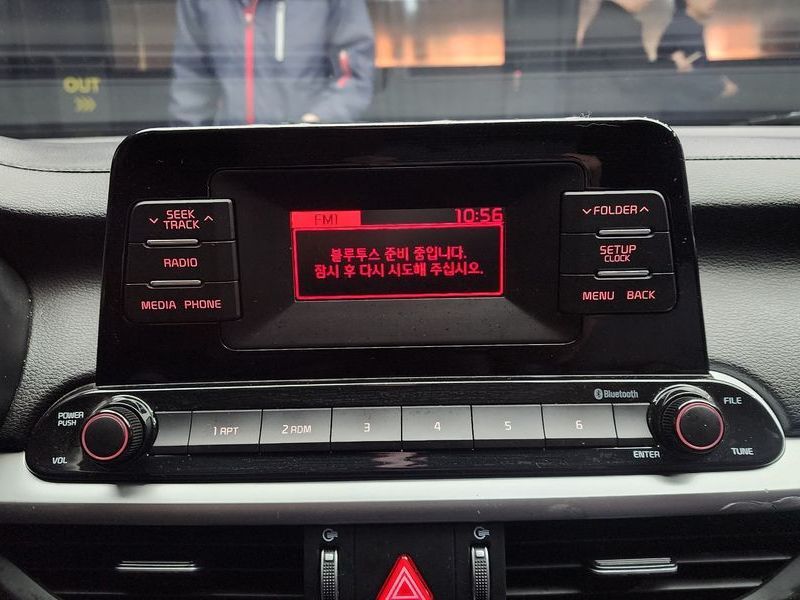 OUT
FM1 10:56
블루투스 준비 중입니다.
잠시 후 다시 시도해 주십시오.
SEEK
TRACK
RADIO
MEDIA PHONE
FOLDER
SETUP
CLOCK
MENU BACK
Bluetooth
POWER
PUSH
VOL
1 RPT
2 RDM
3
4
5
6
FILE
ENTER
TUNE